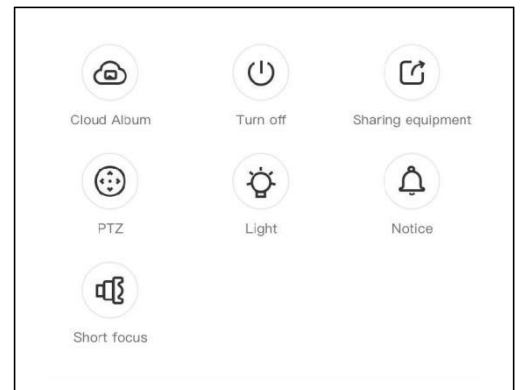 Cloud Album
Turn off
Sharing equipment
PTZ
Light
Notice
Short focus